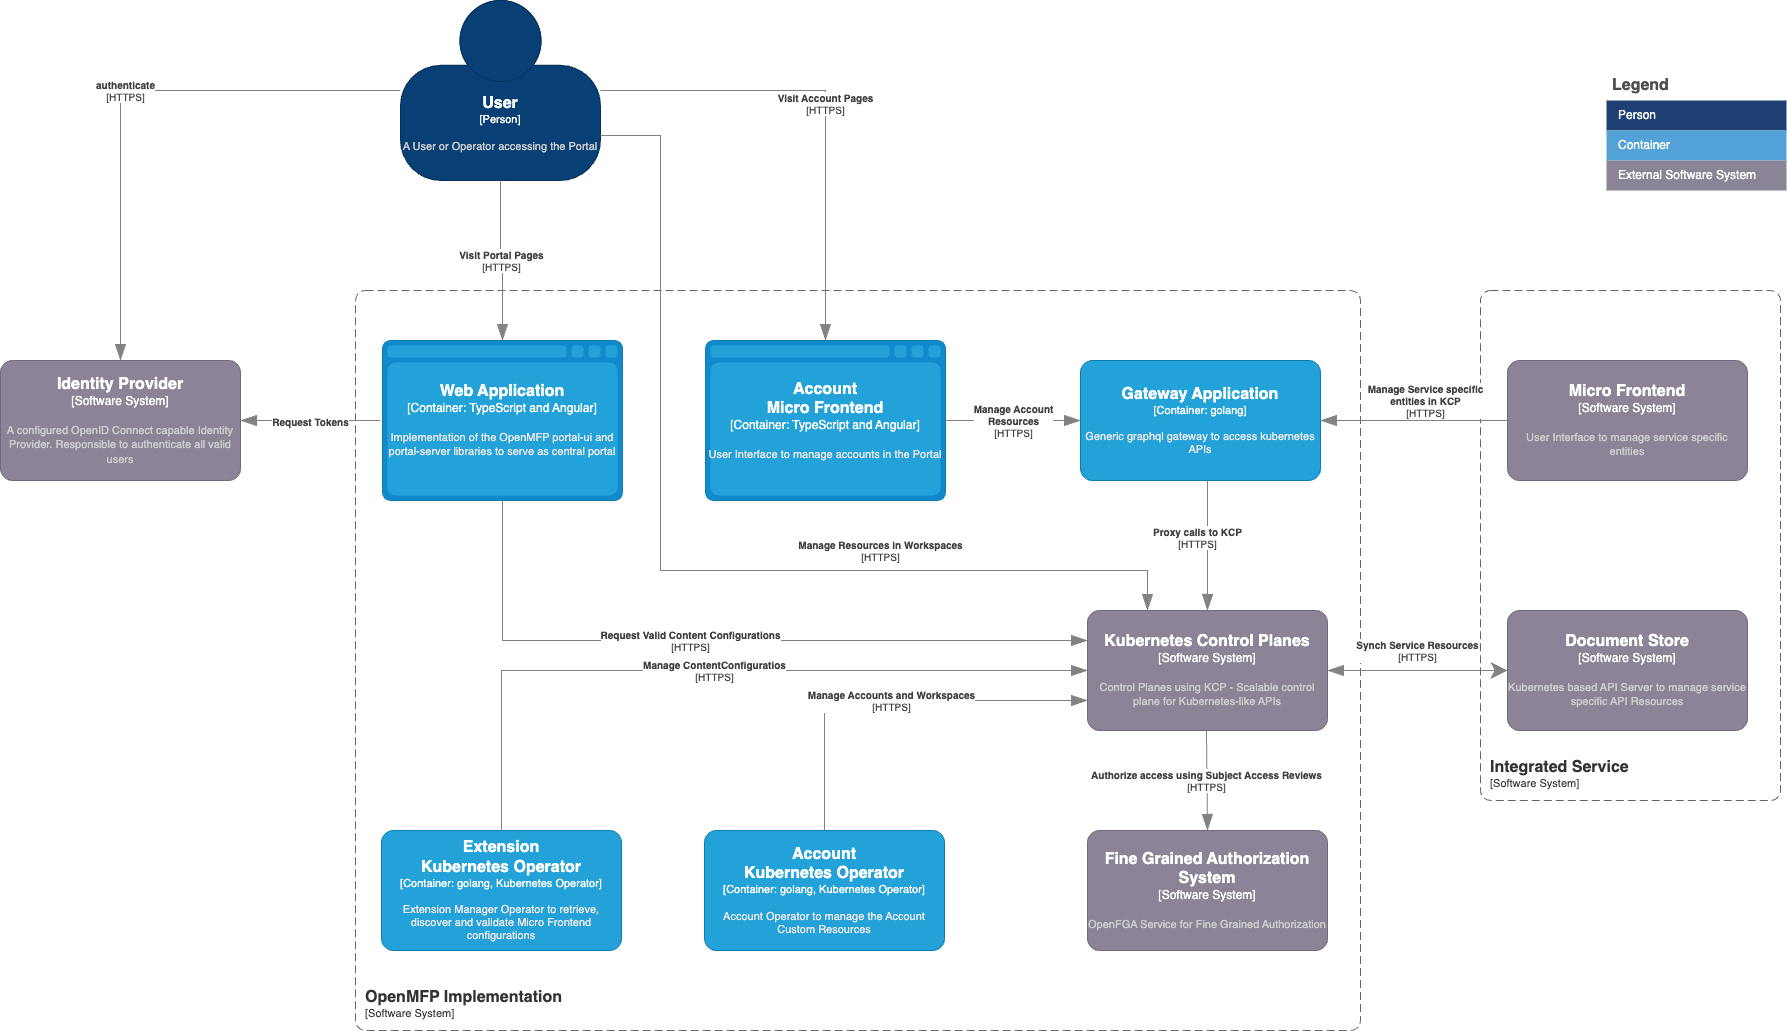 User
[Person]
A User or Operator accessing the Portal
authenticate
[HTTPS]
Visit Account Pages
[HTTPS]
Legend
Person
Container
External Software System
Visit Portal Pages
[HTTPS]
Identity Provider
[Software System]
A configured OpenID Connect capable Identity
Provider. Responsible to authenticate all valid
users
Request Tokens
Web Application
[Container: TypeScript and Angular]
Implementation of the OpenMFP portal-ui and
portal-server libraries to serve as central portal
Account
Micro Frontend
[Container: TypeScript and Angular]
User Interface to manage accounts in the Portal
Manage Account
Resources
[HTTPS]
Gateway Application
[Container: golang]
Generic graphql gateway to access kubernetes
APIs
Manage Service specific
entities in KCP
[HTTPS]
Micro Frontend
[Software System]
User Interface to manage service specific
entities
Proxy calls to KCP
[HTTPS]
Manage Resources in Workspaces
[HTTPS]
Request Valid Content Configurations
[HTTPS]
Manage ContentConfiguratios
[HTTPS]
Manage Accounts and Workspaces
[HTTPS]
Kubernetes Control Planes
[Software System]
Control Planes using KCP - Scalable control
plane for Kubernetes-like APIs
Synch Service Resources
[HTTPS]
Document Store
[Software System]
Kubernetes based API Server to manage service
specific API Resources
Integrated Service
[Software System]
Authorize access using Subject Access Reviews
[HTTPS]
Extension
Kubernetes Operator
[Container: golang, Kubernetes Operator]
Extension Manager Operator to retrieve,
discover and validate Micro Frontend
configurations
Account
Kubernetes Operator
[Container: golang, Kubernetes Operator]
Account Operator to manage the Account
Custom Resources
Fine Grained Authorization
System
[Software System]
OpenFGA Service for Fine Grained Authorization
OpenMFP Implementation
[Software System]